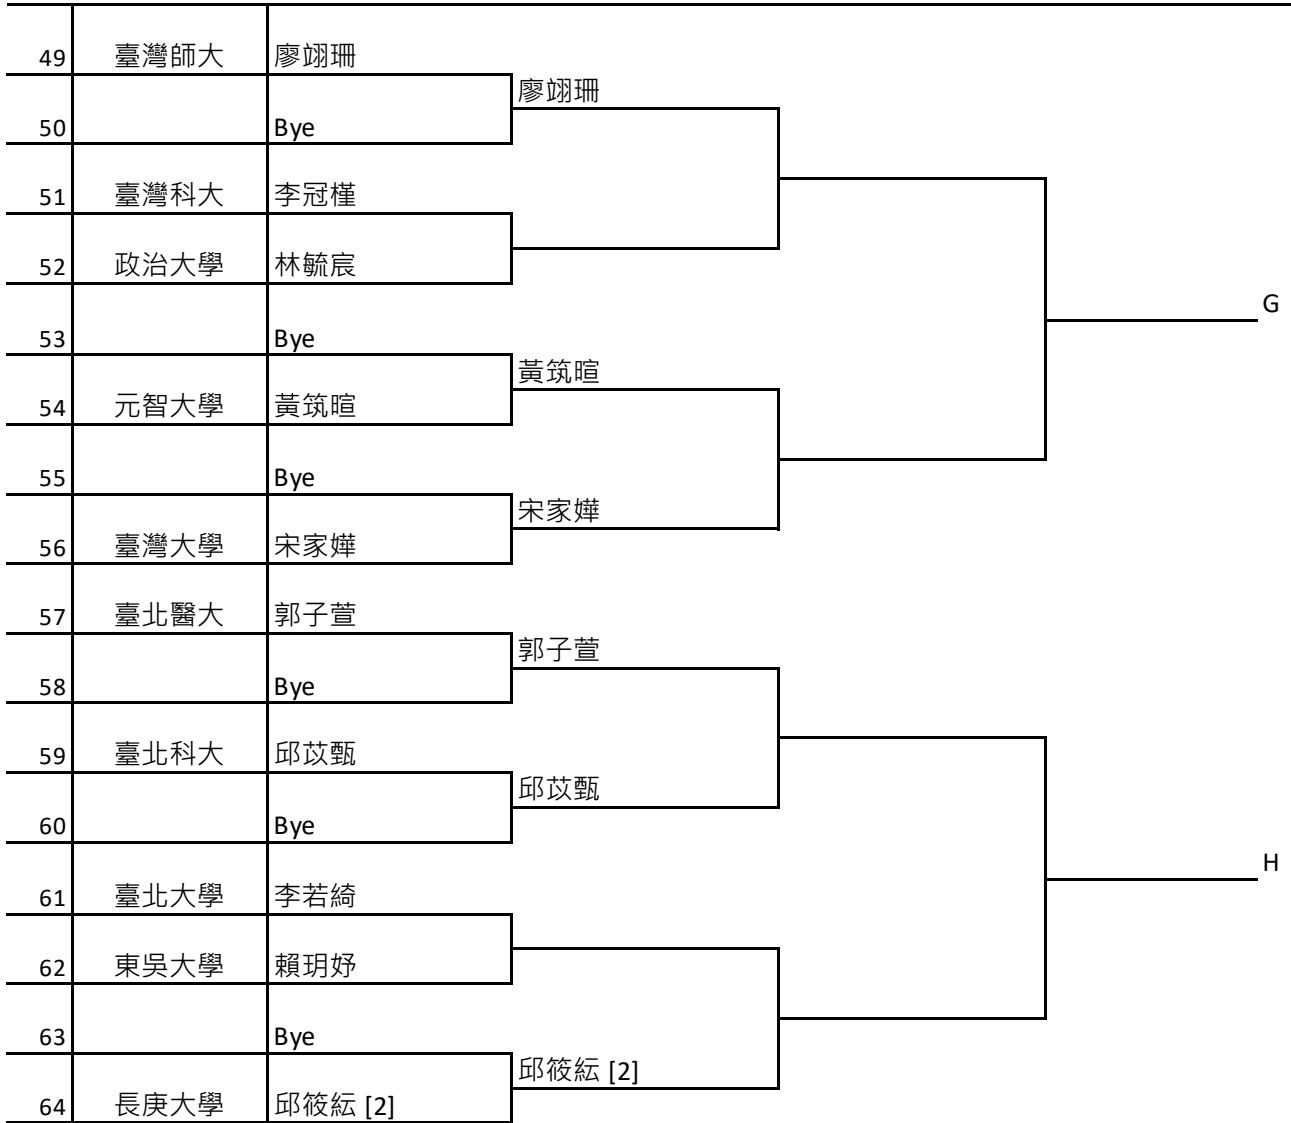 49 臺灣師大 廖翊珊
廖翊珊
50 Bye
51 臺灣科大 李冠槿
52 政治大學 林毓宸
G
53 Bye
黃筑暄
54 元智大學 黃筑暄
55 Bye
宋家嬅
56 臺灣大學 宋家嬅
57 臺北醫大 郭子萱
郭子萱
58 Bye
59 臺北科大 邱苡甄
邱苡甄
60 Bye
H
61 臺北大學 李若綺
62 東吳大學 賴玥妤
63 Bye
邱筱紜 [2]
64 長庚大學 邱筱紜 [2]